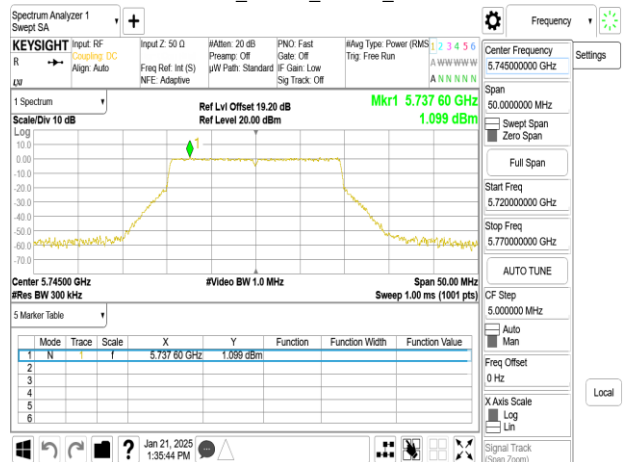 Spectrum Analyzer 1
Swept SA
Frequency
KEYSIGHT Input: RF
Coupling: DC
Align: Auto
Input Z: 50 Ω
Freq Ref: Int (S)
NFE: Adaptive
#Atten: 20 dB
Preamp: Off
µW Path: Standard
PNO: Fast
Gate: Off
IF Gain: Low
Sig Track: Off
#Avg Type: Power (RMS
Trig: Free Run
1 2 3 4 5 6
A W W W W W
A N N N N N
R
LXI
1 Spectrum
Scale/Div 10 dB
Ref Lvl Offset 19.20 dB
Ref Level 20.00 dBm
Mkr1 5.737 60 GHz
1.099 dBm
Log
10.0
0.00
-10.0
-20.0
-30.0
-40.0
-50.0
-60.0
-70.0
1
Center 5.74500 GHz
#Res BW 300 kHz
#Video BW 1.0 MHz
Span 50.00 MHz
Sweep 1.00 ms (1001 pts)
5 Marker Table
Mode Trace Scale X Y Function Function Width Function Value
1 N 1 f 5.737 60 GHz 1.099 dBm
2
3
4
5
6
Jan 21, 2025
1:35:44 PM
Center Frequency
5.745000000 GHz
Settings
Span
50.0000000 MHz
Swept Span
Zero Span
Full Span
Start Freq
5.720000000 GHz
Stop Freq
5.770000000 GHz
AUTO TUNE
CF Step
5.000000 MHz
Auto
Man
Freq Offset
0 Hz
Local
X Axis Scale
Log
Lin
Signal Track
(Span Zoom)